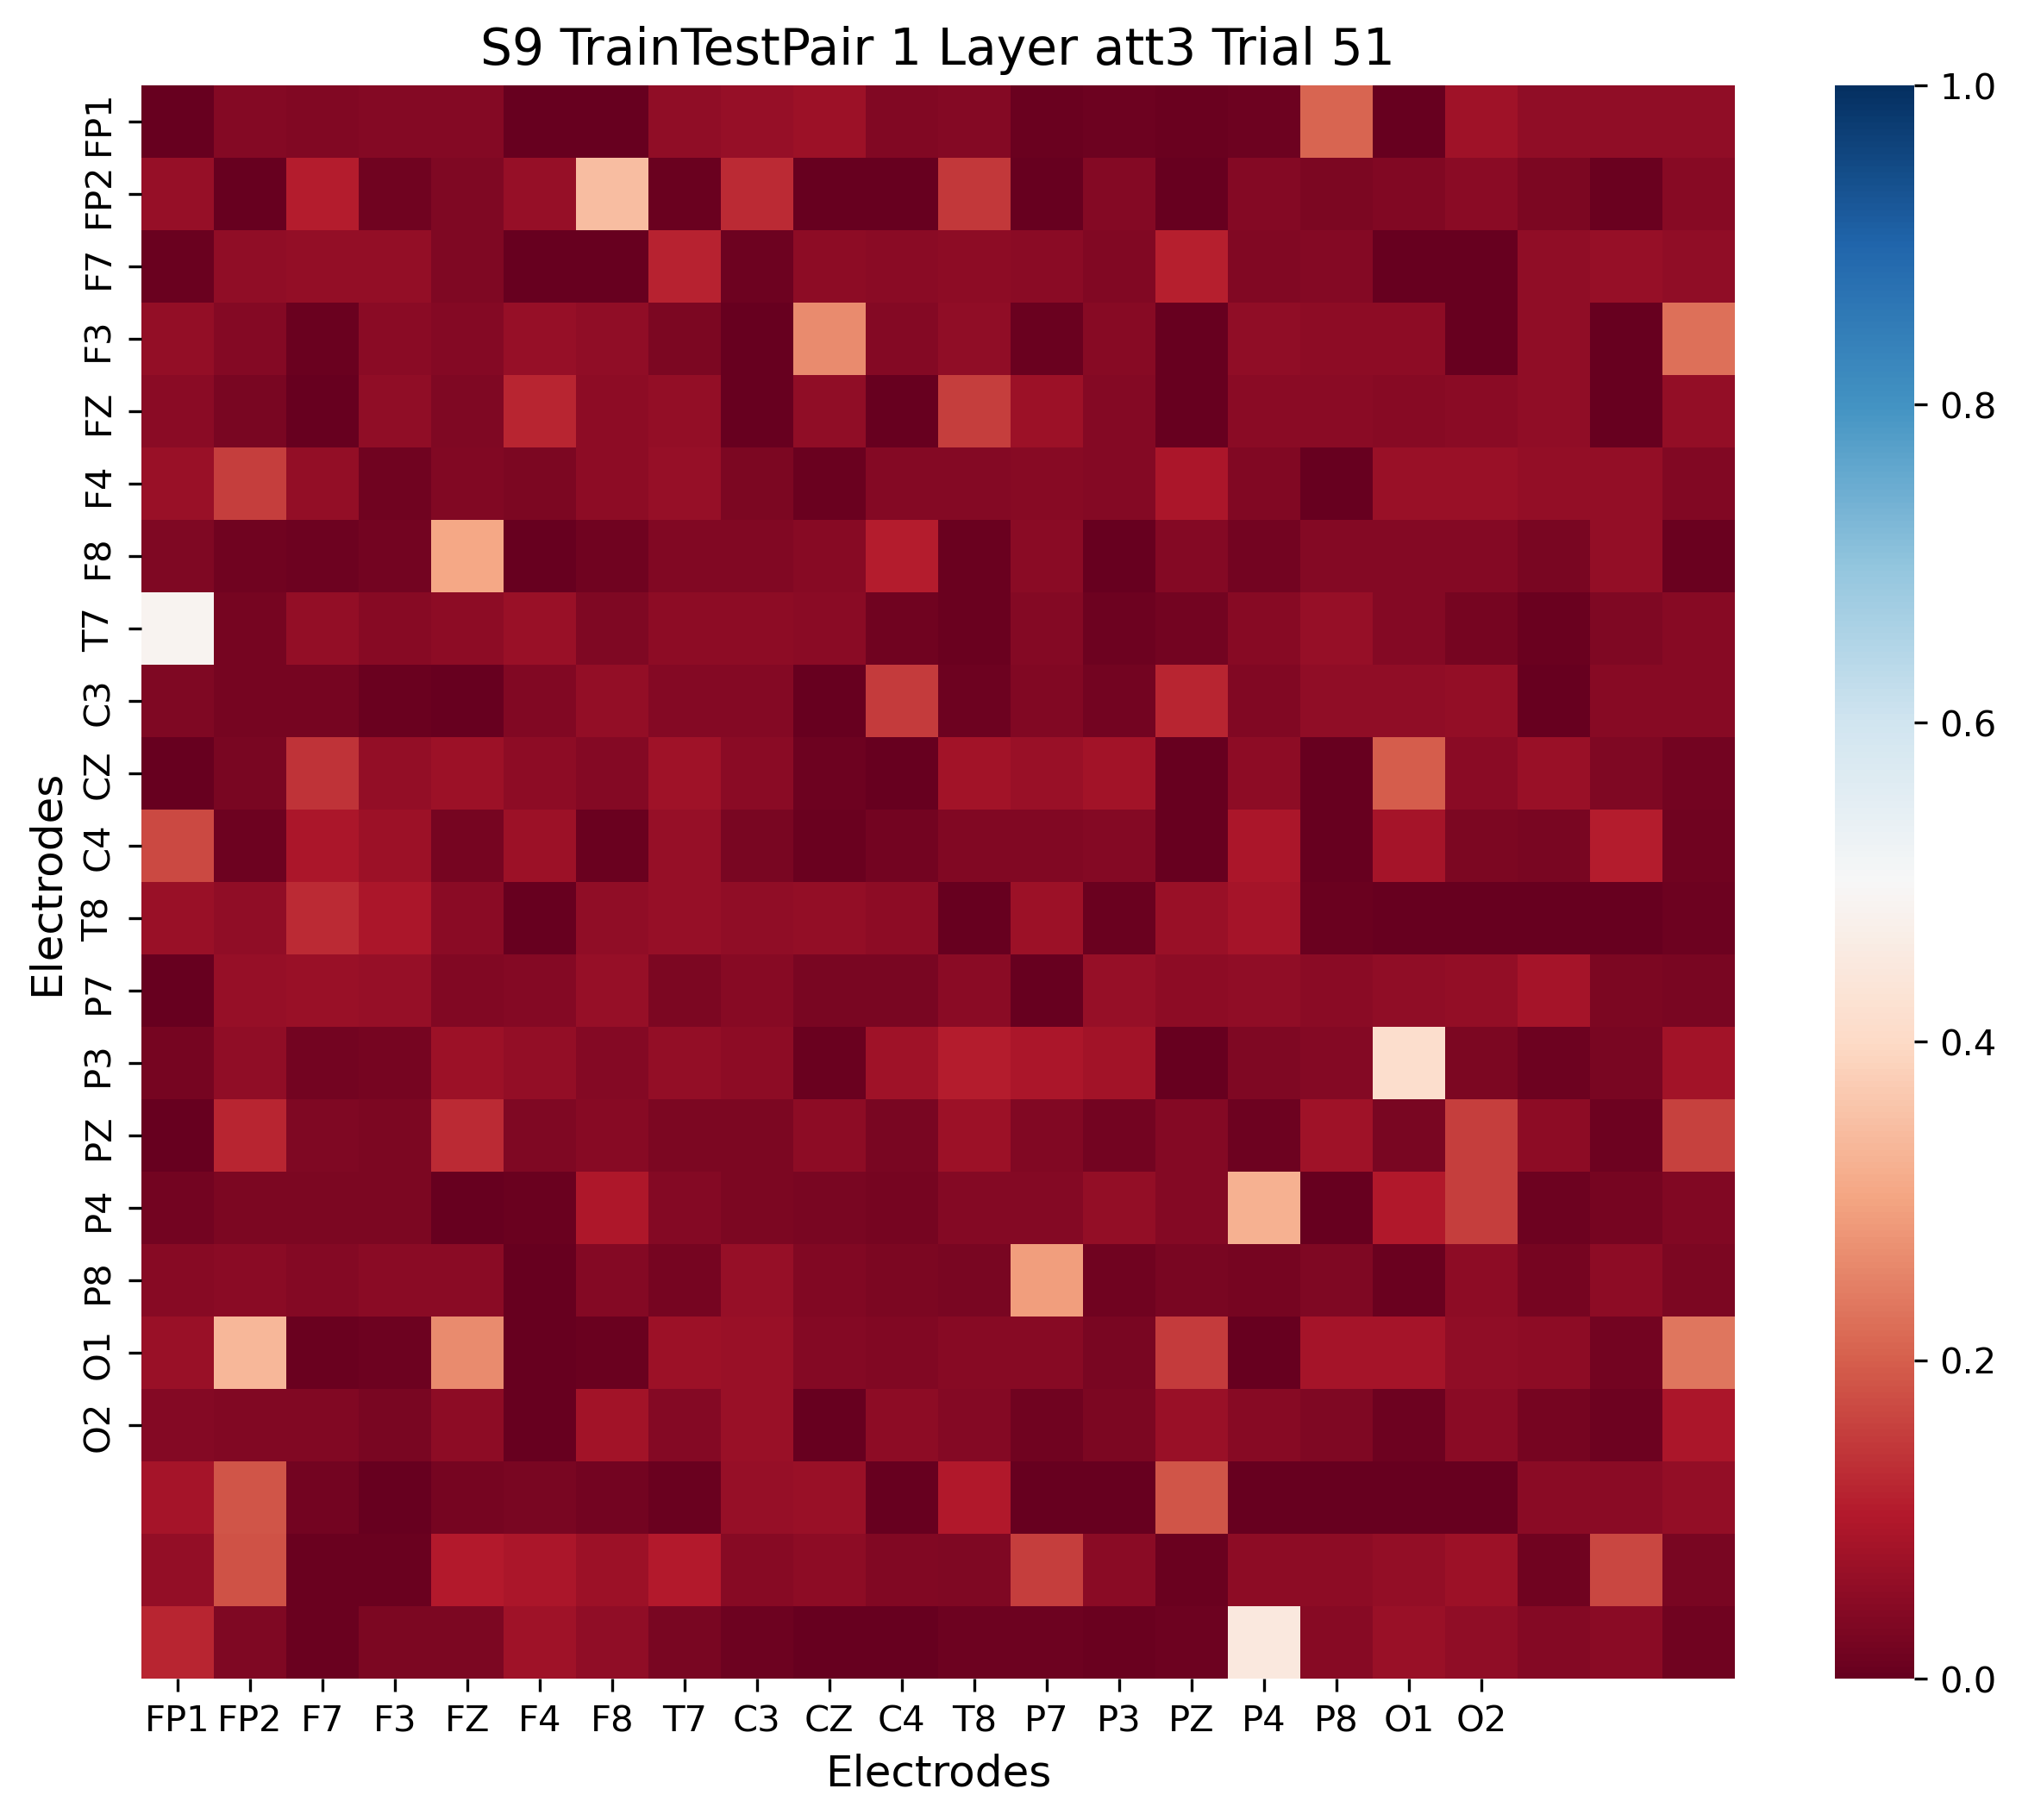 S9 TrainTestPair 1 Layer att3 Trial 51
Electrodes
FP1
FP2
F7
F3
FZ
F4
F8
T7
C3
CZ
C4
T8
P7
P3
PZ
P4
P8
O1
O2
FP1 FP2 F7 F3 FZ F4 F8 T7 C3 CZ C4 T8 P7 P3 PZ P4 P8 O1 O2
Electrodes
1.0
0.8
0.6
0.4
0.2
0.0